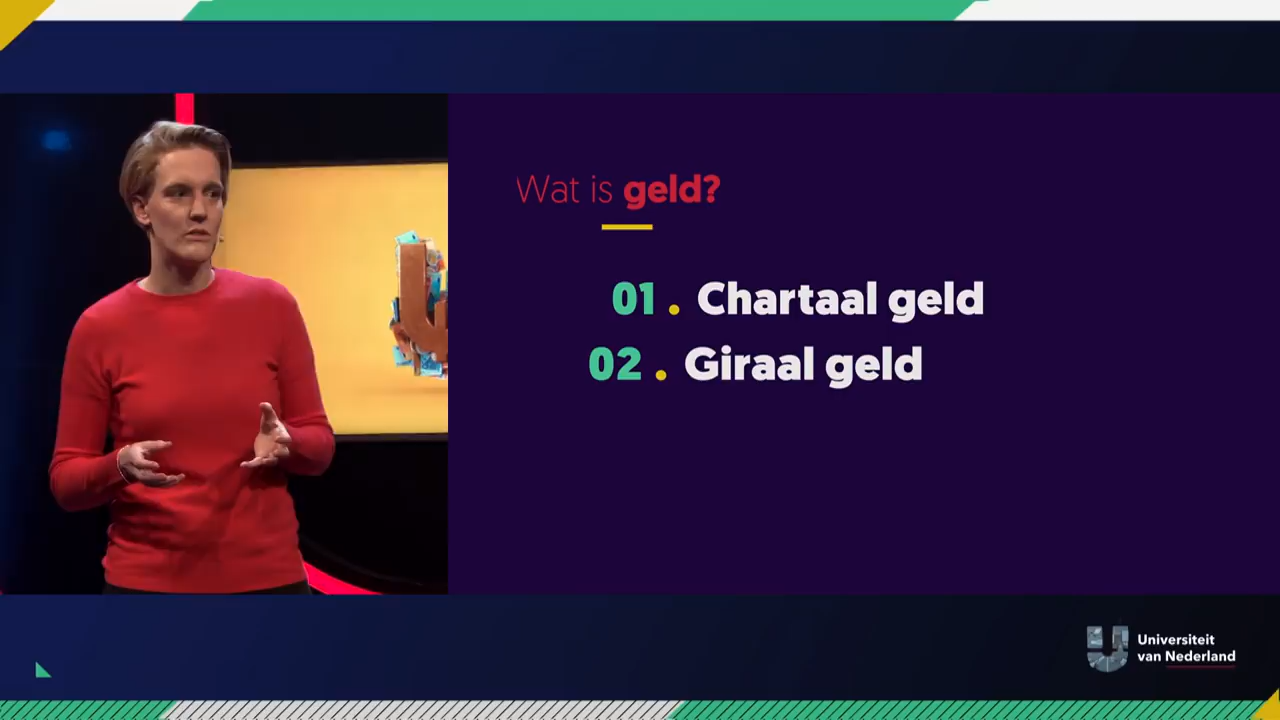 Wat is geld?
01. Chartaal geld
02. Giraal geld
Universiteit
van Nederland